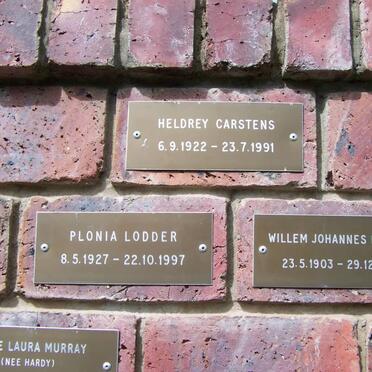 HELDREY CARSTENS
6.9.1922 – 23.7.1991
PLONIA LODDER
8.5.1927 – 22.10.1997
WILLEM JOHANNES
23.5.1903 – 29.12
LAURA MURRAY
(NEE HARDY)